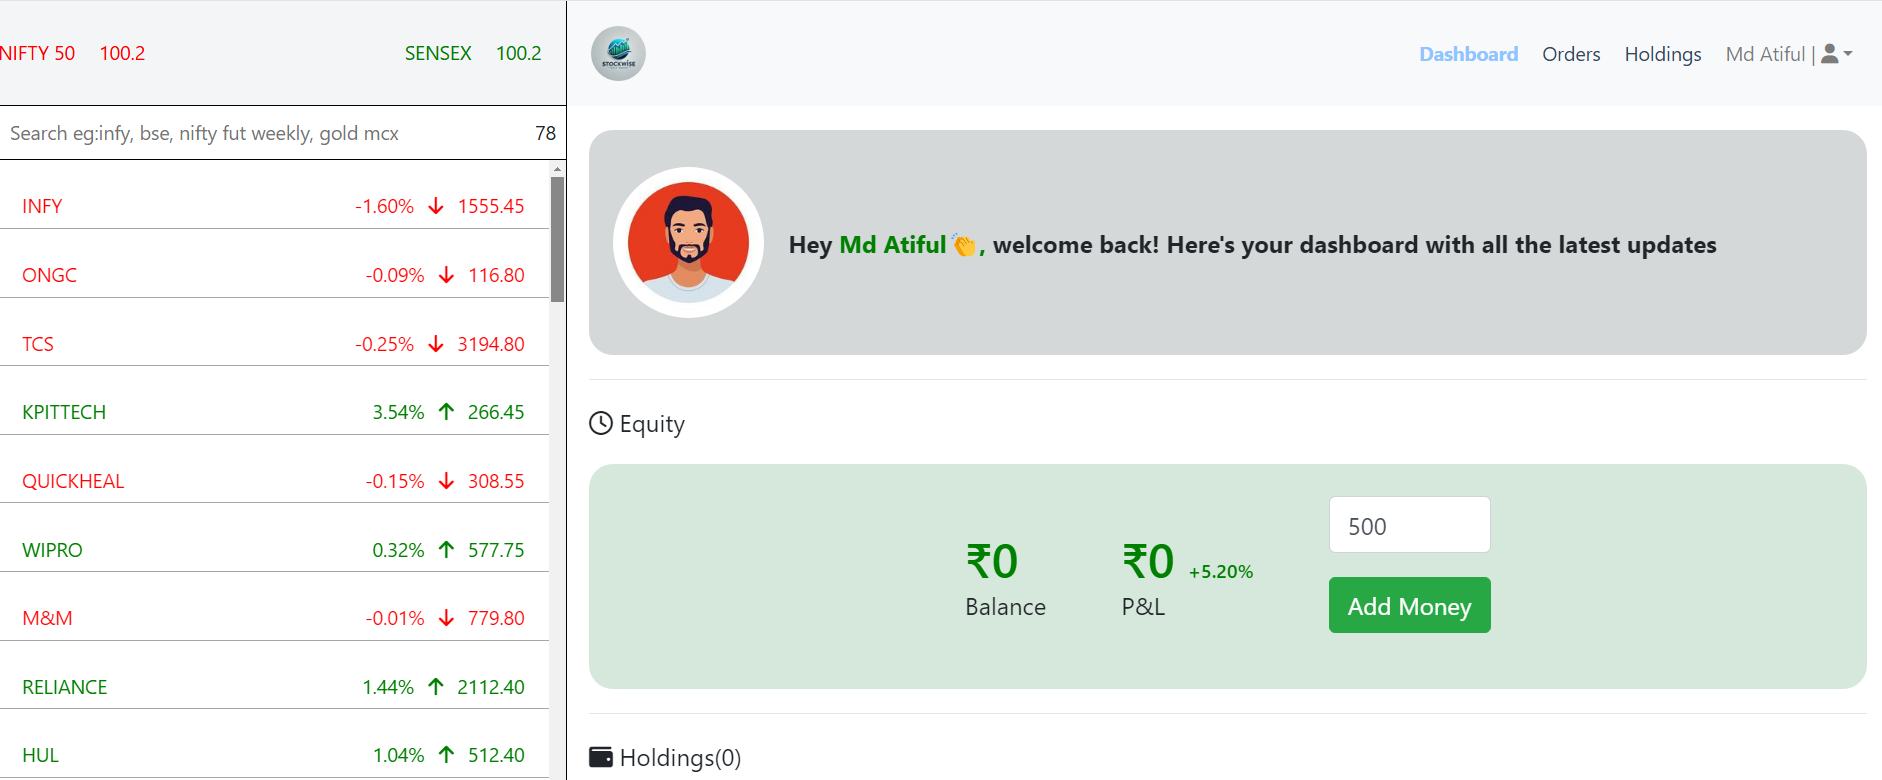 NIFTY 50 100.2 SENSEX 100.2
Search eg:infy, bse, nifty fut weekly, gold mcx 78
INFY -1.60% ↓ 1555.45
ONGC -0.09% ↓ 116.80
TCS -0.25% ↓ 3194.80
KPITTECH 3.54% ↑ 266.45
QUICKHEAL -0.15% ↓ 308.55
WIPRO 0.32% ↑ 577.75
M&M -0.01% ↓ 779.80
RELIANCE 1.44% ↑ 2112.40
HUL 1.04% ↑ 512.40
STOCKWISE
Dashboard Orders Holdings Md Atiful |
Hey Md Atiful👏, welcome back! Here's your dashboard with all the latest updates
Equity
₹0 Balance
₹0 +5.20% P&L
500
Add Money
Holdings(0)